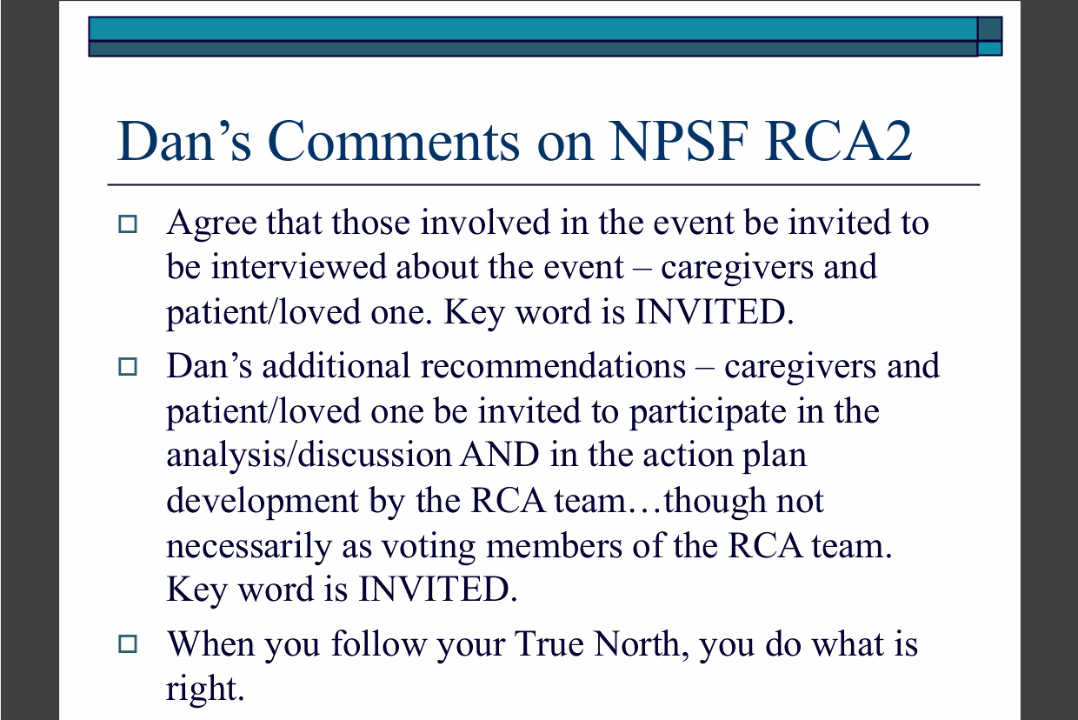 Dan’s Comments on NPSF RCA2
Agree that those involved in the event be invited to
be interviewed about the event – caregivers and
patient/loved one. Key word is INVITED.
Dan’s additional recommendations – caregivers and
patient/loved one be invited to participate in the
analysis/discussion AND in the action plan
development by the RCA team…though not
necessarily as voting members of the RCA team.
Key word is INVITED.
When you follow your True North, you do what is
right.